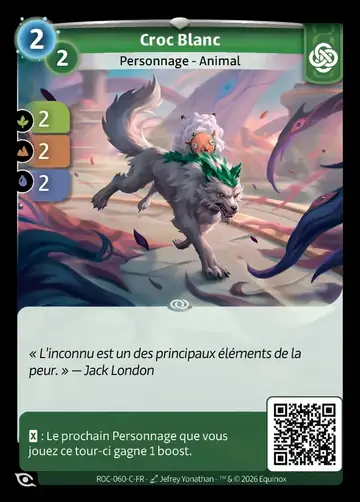 2
Croc Blanc
2
Personnage - Animal
2
2
2
« L'inconnu est un des principaux éléments de la
peur. » — Jack London
X : Le prochain Personnage que vous
jouez ce tour-ci gagne 1 boost.
ROC-060-C-FR - Jefrey Yonathan - ™ & © 2026 Equinox